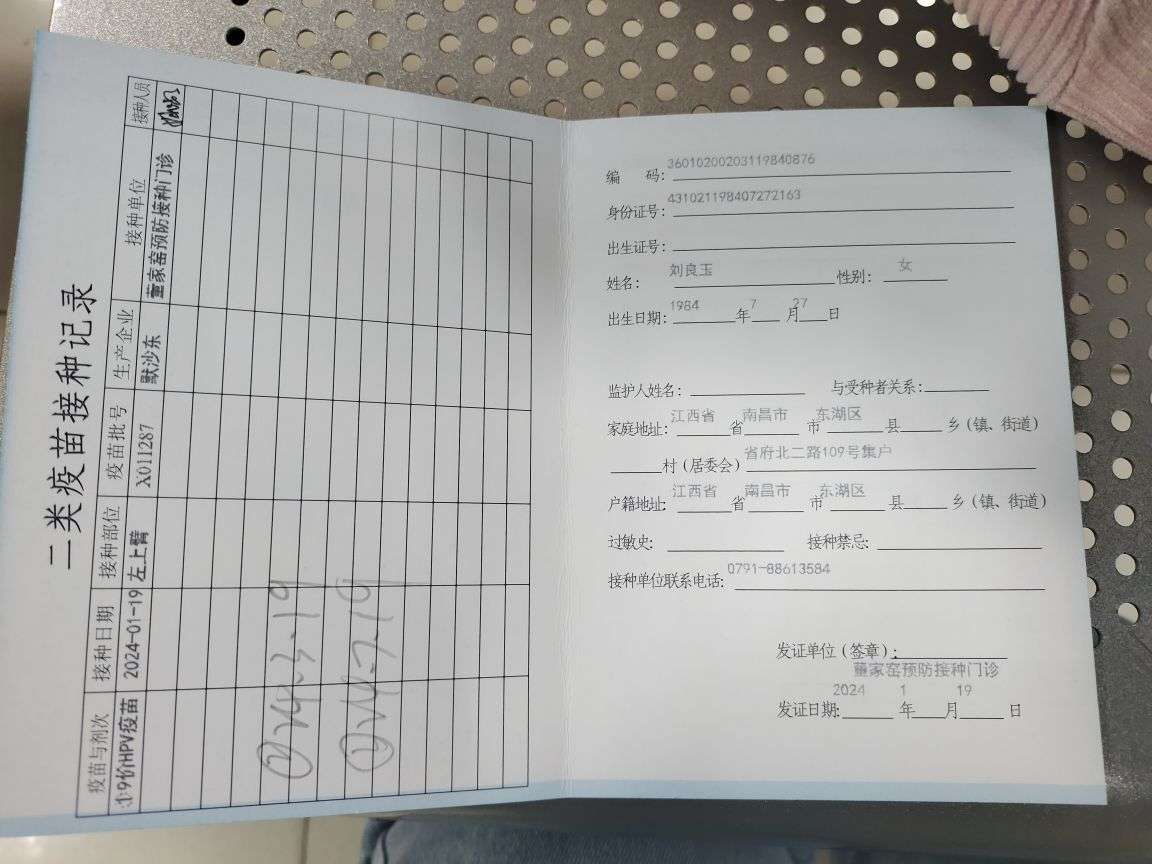 二类疫苗接种记录
疫苗与剂次 接种日期 接种部位 疫苗批号 生产企业 接种单位 接种人员
9价HPV疫苗 2024-01-19 左上臂 X011287 默沙东 董家窑预防接种门诊
② 24-3-19
② 24-7-19
编 码: 36010200203119840876
身份证号: 431021198407272163
出生证号:
姓名: 刘良玉 性别: 女
出生日期: 1984 年 7 月 27 日
监护人姓名: 与受种者关系:
家庭地址: 江西省 省 南昌市 市 东湖区 县 乡(镇、街道)
村(居委会) 省府北二路109号集户
户籍地址: 江西省 省 南昌市 市 东湖区 县 乡(镇、街道)
过敏史: 接种禁忌:
接种单位联系电话: 0791-88613584
发证单位(签章):
董家窑预防接种门诊
发证日期: 2024 年 1 月 19 日